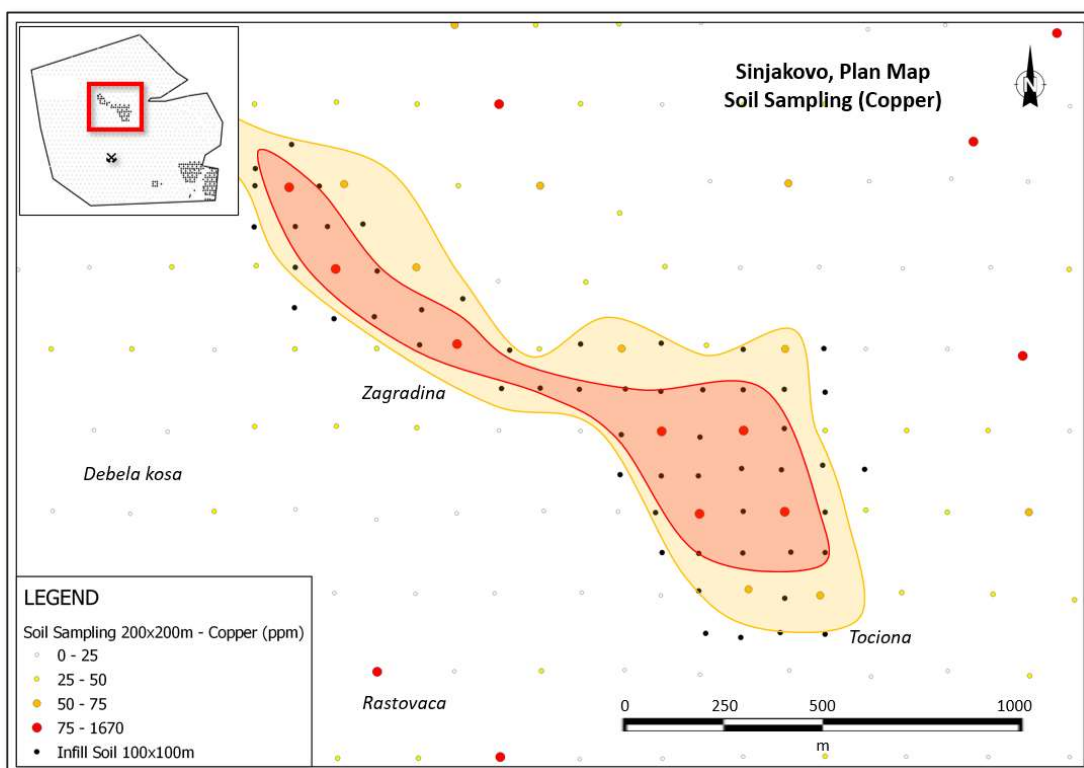 Sinjakovo, Plan Map
Soil Sampling (Copper)
N
Zagradina
Debela kosa
Tociona
Rastovaca
LEGEND
Soil Sampling 200x200m - Copper (ppm)
0 - 25
25 - 50
50 - 75
75 - 1670
Infill Soil 100x100m
0 250 500 1000
m